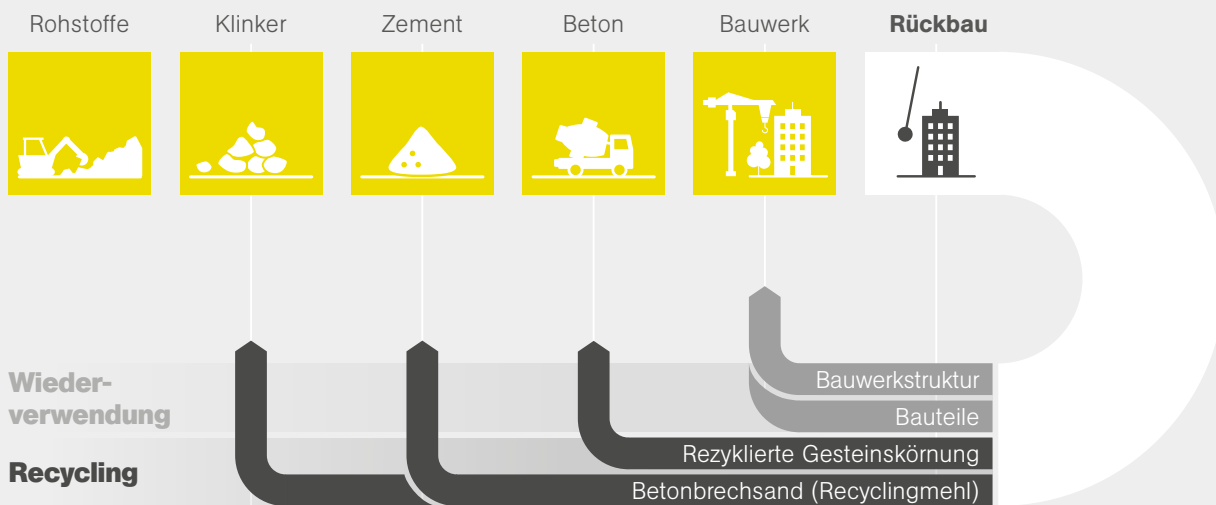 Rohstoffe
Klinker
Zement
Beton
Bauwerk
Rückbau
Wieder-
verwendung
Bauwerkstruktur
Bauteile
Recycling
Rezyklierte Gesteinskörnung
Betonbrechsand (Recyclingmehl)